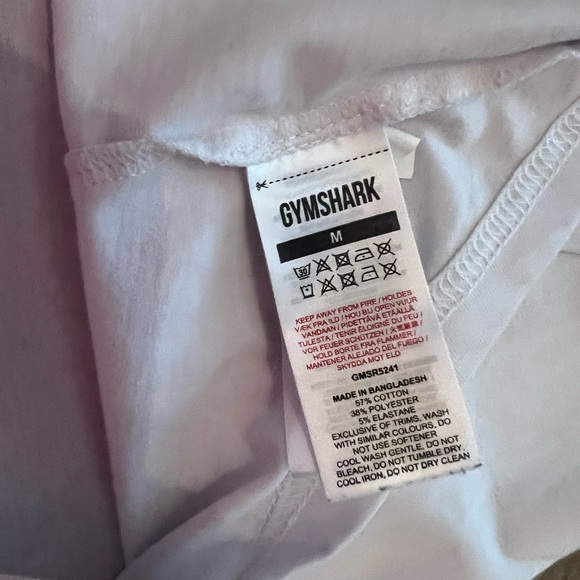 GYMSHARK
M
30
KEEP AWAY FROM FIRE / HOLDES
VÆK FRA ILD / HOU BIJ OPEN VUUR
VANDAAN / PIDETTÄVÄ ETÄÄLLÄ
TULESTA / TENIR ÉLOIGNÉ DU FEU /
VOR FEUER SCHÜTZEN /
HOLD BORTE FRA FLAMMER /
MANTENER ALEJADO DEL FUEGO /
SKYDDA MOT ELD
GMSR5241
MADE IN BANGLADESH
57% COTTON
38% POLYESTER
5% ELASTANE
EXCLUSIVE OF TRIMS, WASH
WITH SIMILAR COLOURS, DO
NOT USE SOFTENER
COOL WASH GENTLE, DO NOT
BLEACH, DO NOT TUMBLE DRY,
COOL IRON, DO NOT DRY CLEAN